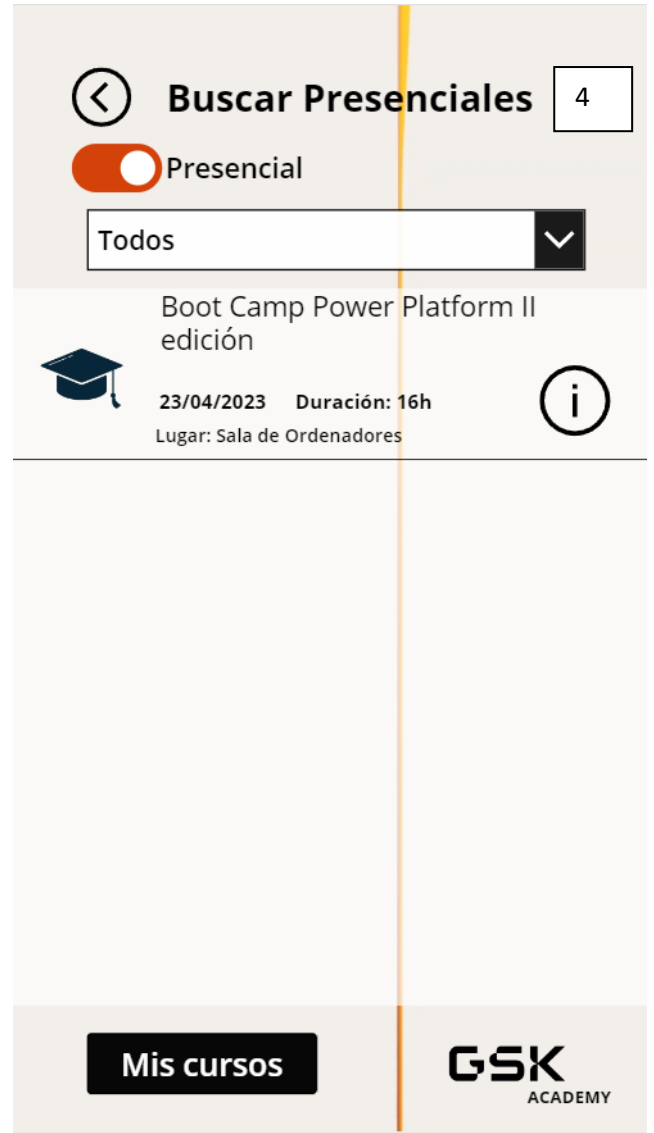 Buscar Presenciales 4
Presencial
Todos
Boot Camp Power Platform II
edición
23/04/2023 Duración: 16h
Lugar: Sala de Ordenadores
Mis cursos
GSK
ACADEMY